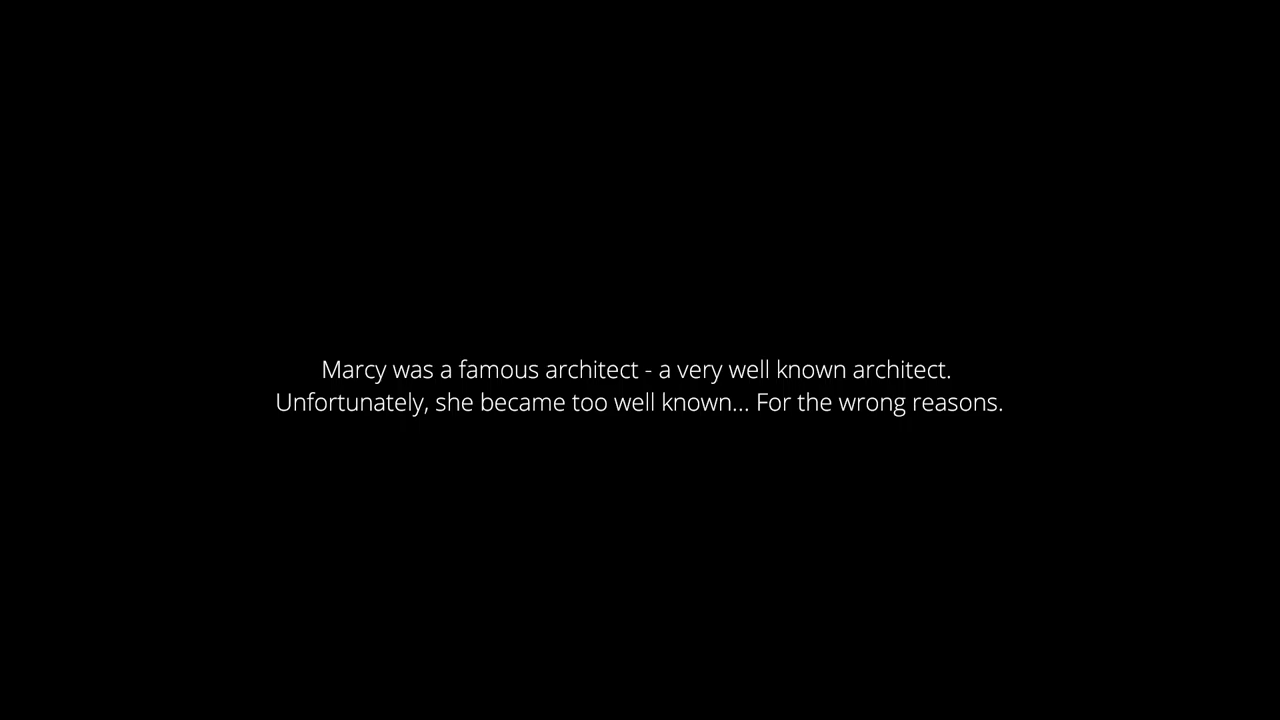 Marcy was a famous architect - a very well known architect.
Unfortunately, she became too well known... For the wrong reasons.